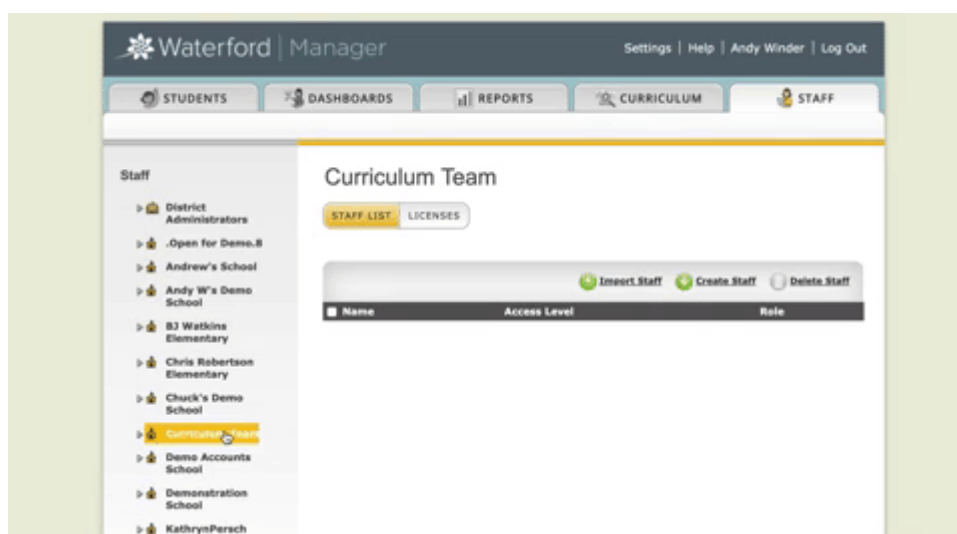 Waterford | Manager
Settings | Help | Andy Winder | Log Out
STUDENTS
DASHBOARDS
REPORTS
CURRICULUM
STAFF
Staff
District
Administrators
.Open for Demo.8
Andrew's School
Andy W's Demo
School
BJ Watkins
Elementary
Chris Robertson
Elementary
Chuck's Demo
School
Curriculum Team
Demo Accounts
School
Demonstration
School
KathrynPersch
Curriculum Team
STAFF LIST
LICENSES
Import Staff
Create Staff
Delete Staff
Name
Access Level
Role